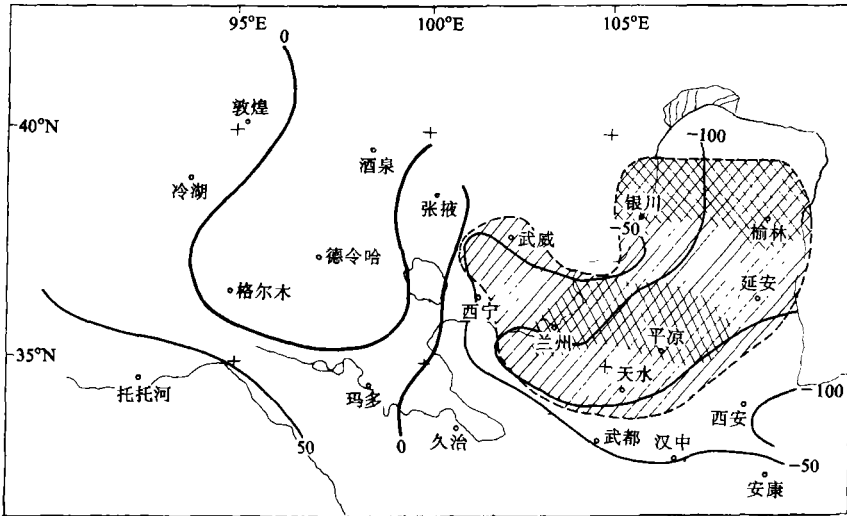 95°E 100°E 105°E
0
敦煌
40°N
-100
酒泉
冷湖
张掖
银川
武威
-50
榆林
德令哈
格尔木
延安
西宁
兰州
平凉
35°N
天水
托托河
玛多
-100
西安
久治
武都 汉中
50
0
-50
安康